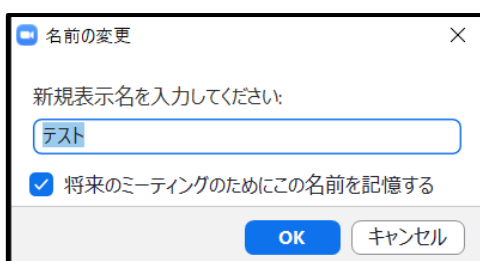 名前の変更
新規表示名を入力してください:
テスト
将来のミーティングのためにこの名前を記憶する
OK キャンセル